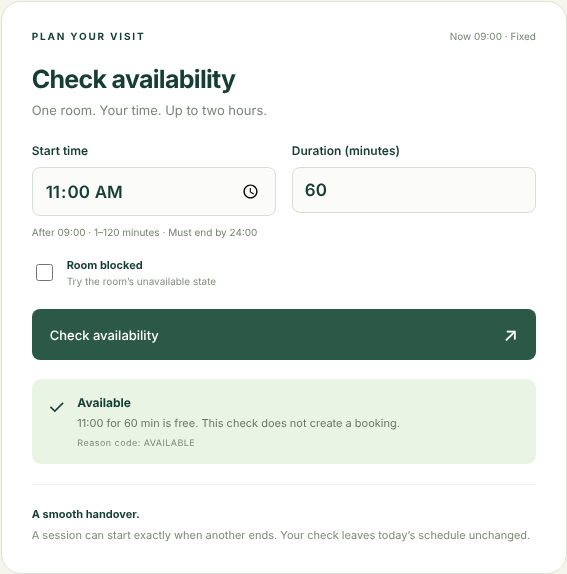 PLAN YOUR VISIT
Now 09:00 · Fixed
Check availability
One room. Your time. Up to two hours.
Start time
Duration (minutes)
11:00 AM
60
After 09:00 · 1–120 minutes · Must end by 24:00
Room blocked
Try the room’s unavailable state
Check availability
Available
11:00 for 60 min is free. This check does not create a booking.
Reason code: AVAILABLE
A smooth handover.
A session can start exactly when another ends. Your check leaves today’s schedule unchanged.